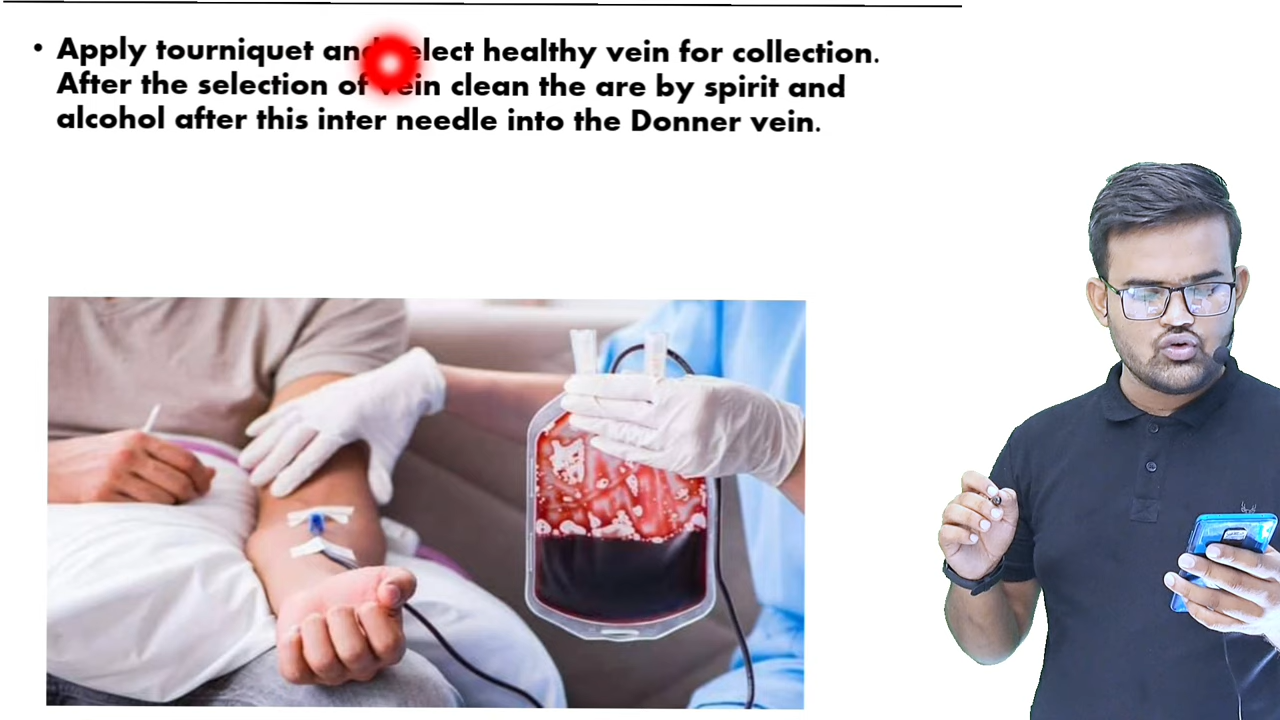 • Apply tourniquet and select healthy vein for collection.
After the selection of vein clean the are by spirit and
alcohol after this inter needle into the Donner vein.